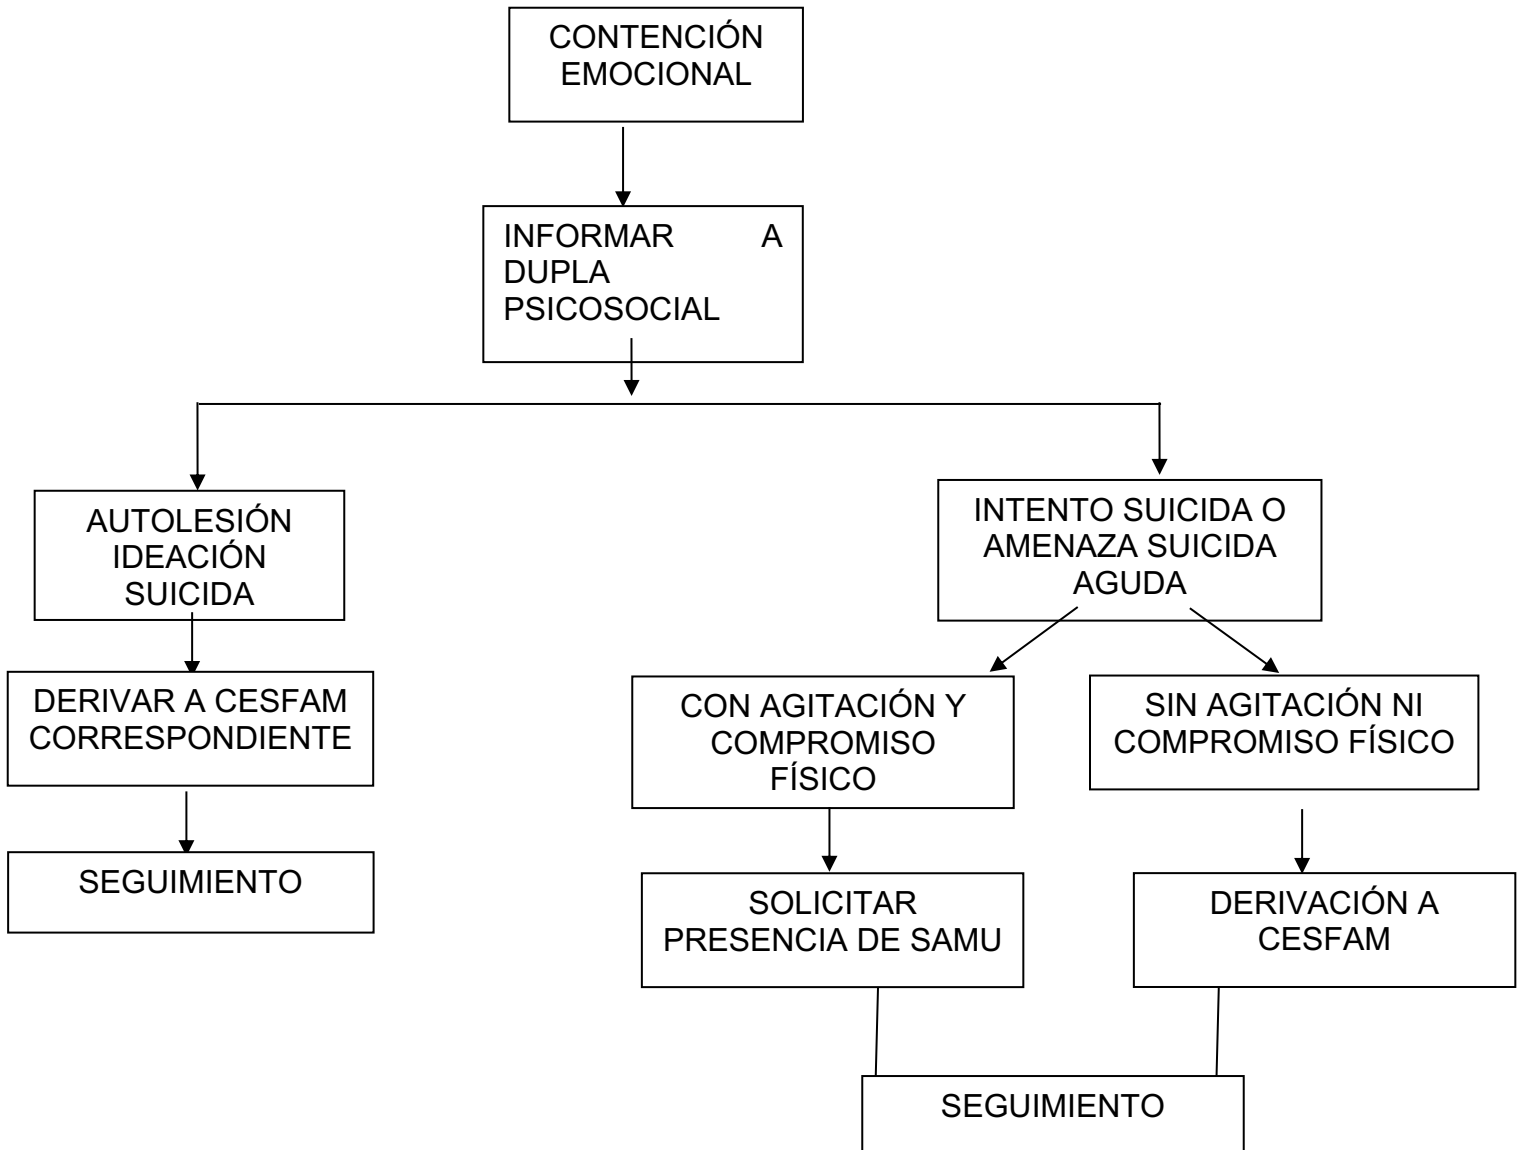 CONTENCIÓN
EMOCIONAL
INFORMAR A
DUPLA
PSICOSOCIAL
AUTOLESIÓN
IDEACIÓN
SUICIDA
DERIVAR A CESFAM
CORRESPONDIENTE
SEGUIMIENTO
INTENTO SUICIDA O
AMENAZA SUICIDA
AGUDA
CON AGITACIÓN Y
COMPROMISO
FÍSICO
SIN AGITACIÓN NI
COMPROMISO FÍSICO
SOLICITAR
PRESENCIA DE SAMU
DERIVACIÓN A
CESFAM
SEGUIMIENTO